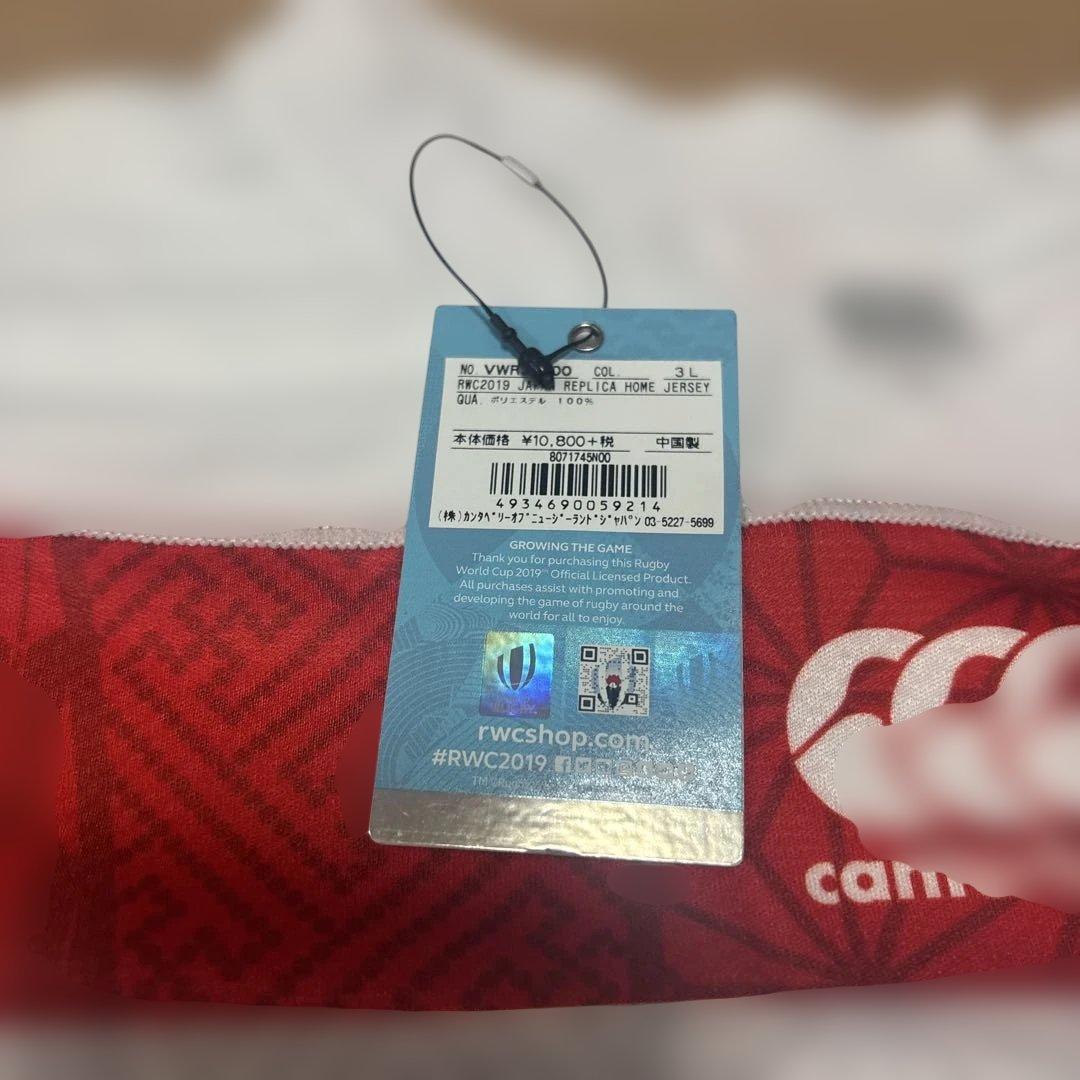 NO. COL. 3L
RWC2019 REPLICA HOME JERSEY
QUA. ポリエステル 100%
本体価格 ¥10,800+税 中国製
8071745N00
4934690059214
(株)カンタベリーオブニュージーランドジャパン 03-5227-5699
GROWING THE GAME
Thank you for purchasing this Rugby
World Cup 2019™ Official Licensed Product.
All purchases assist with promoting and
developing the game of rugby around the
world for all to enjoy.
rwcshop.com
#RWC2019